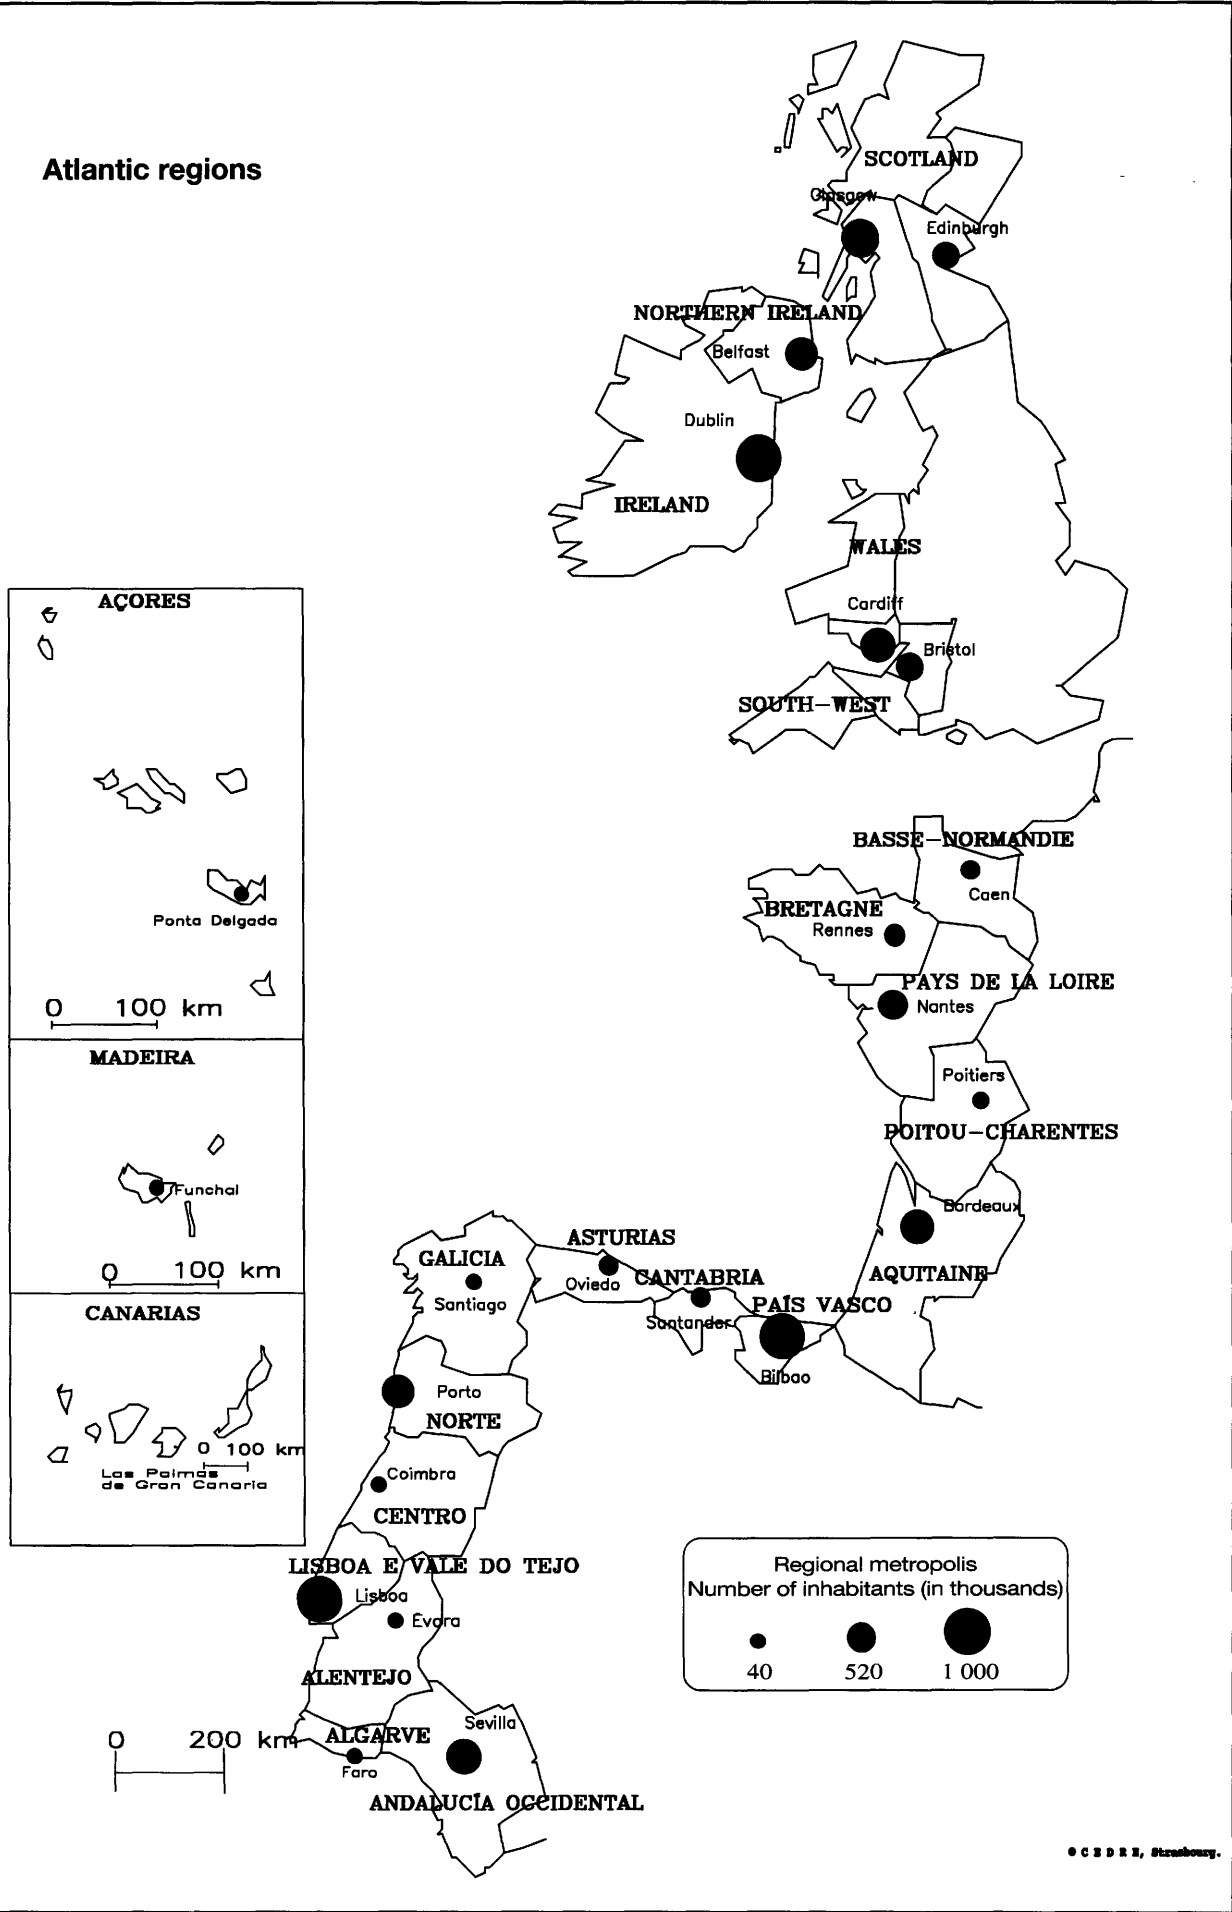 Atlantic regions
SCOTLAND
Glasgow
Edinburgh
NORTHERN IRELAND
Belfast
Dublin
IRELAND
WALES
Cardiff
Bristol
SOUTH-WEST
AÇORES
Ponta Delgada
0 100 km
MADEIRA
Funchal
0 100 km
CANARIAS
0 100 km
Las Palmas
de Gran Canaria
BASSE-NORMANDIE
Caen
BRETAGNE
Rennes
PAYS DE LA LOIRE
Nantes
Poitiers
POITOU-CHARENTES
Bordeaux
AQUITAINE
ASTURIAS
GALICIA
Oviedo
CANTABRIA
Santiago
PAÍS VASCO
Santander
Bilbao
Porto
NORTE
Coimbra
CENTRO
LISBOA E VALE DO TEJO
Lisboa
Évora
ALENTEJO
Sevilla
ALGARVE
Faro
ANDALUCÍA OCCIDENTAL
0 200 km
Regional metropolis
Number of inhabitants (in thousands)
40 520 1 000
© C E D R E, Strasbourg.